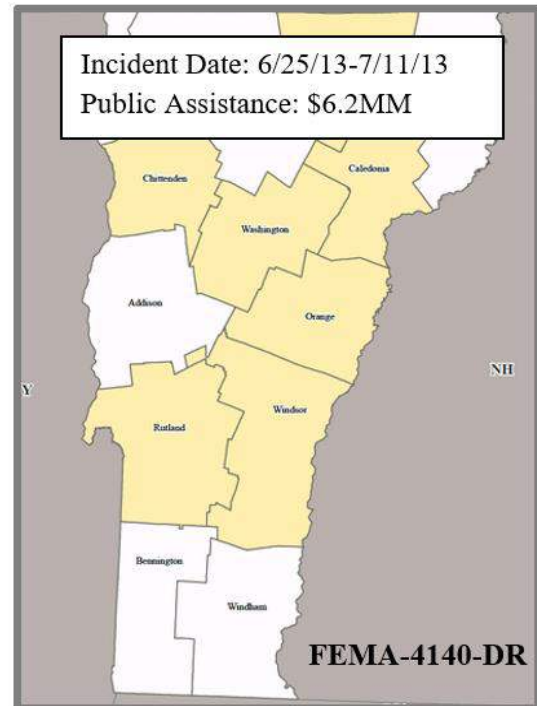 Incident Date: 6/25/13-7/11/13
Public Assistance: $6.2MM
Chittenden
Caledonia
Washington
Addison
Orange
NH
Y
Windsor
Rutland
Bennington
Windham
FEMA-4140-DR